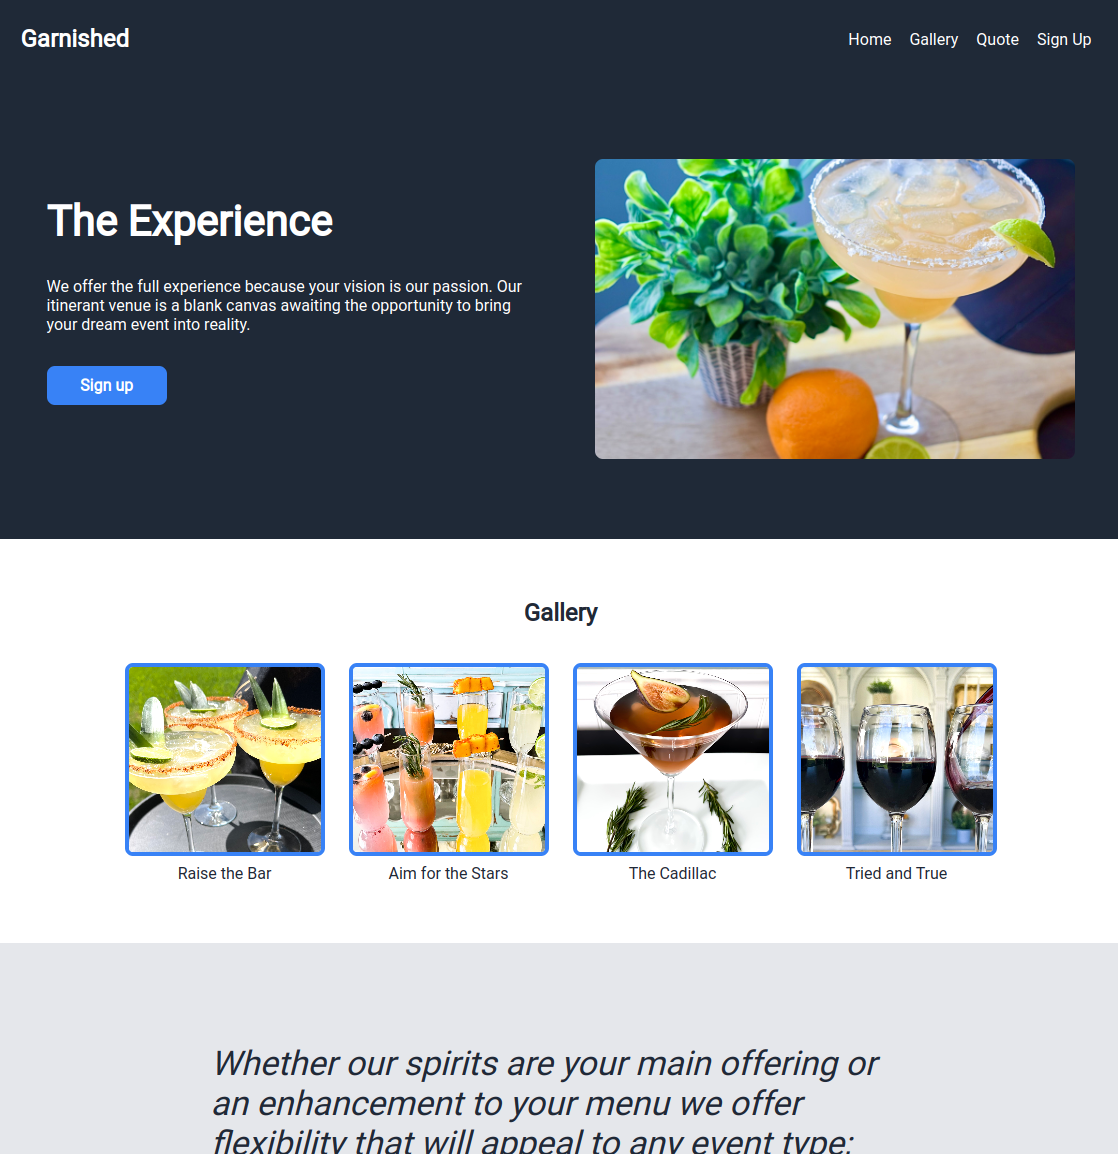 Garnished
Home Gallery Quote Sign Up
The Experience
We offer the full experience because your vision is our passion. Our
itinerant venue is a blank canvas awaiting the opportunity to bring
your dream event into reality.
Sign up
Gallery
Raise the Bar
Aim for the Stars
The Cadillac
Tried and True
Whether our spirits are your main offering or
an enhancement to your menu we offer
flexibility that will appeal to any event type: